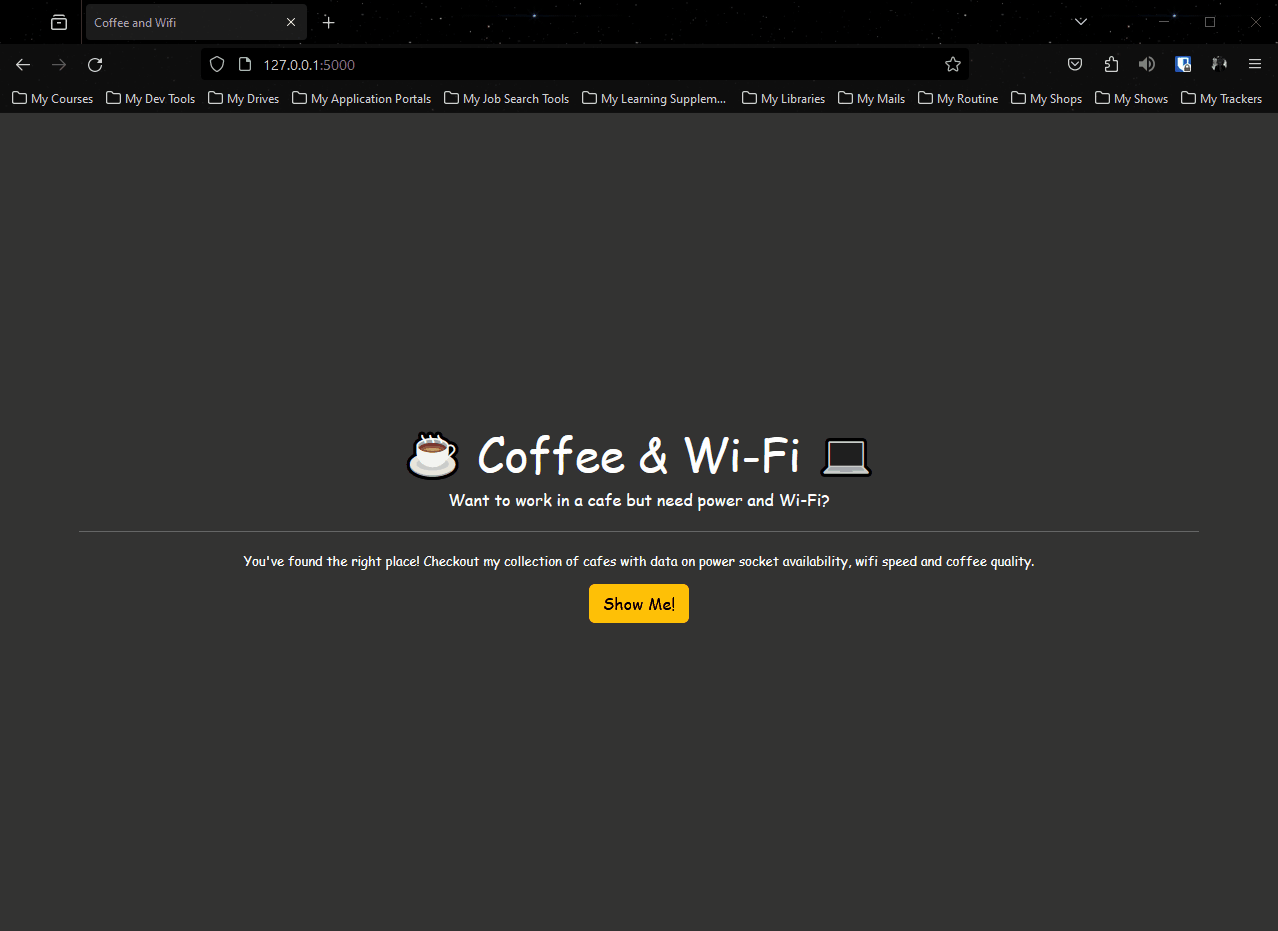 Coffee and Wifi
127.0.0.1:5000
My Courses My Dev Tools My Drives My Application Portals My Job Search Tools My Learning Supplem... My Libraries My Mails My Routine My Shops My Shows My Trackers
Coffee & Wi-Fi
Want to work in a cafe but need power and Wi-Fi?
You've found the right place! Checkout my collection of cafes with data on power socket availability, wifi speed and coffee quality.
Show Me!